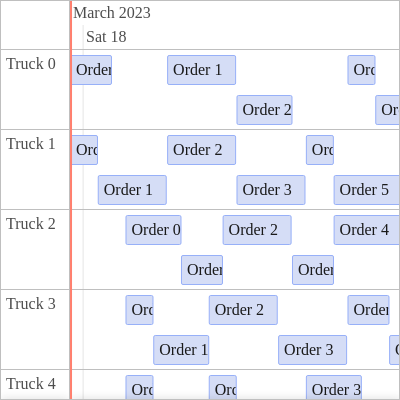 March 2023
Sat 18
Truck 0
Order
Order 1
Orc
Order 2
Or
Truck 1
Orc
Order 2
Orc
Order 1
Order 3
Order 5
Truck 2
Order 0
Order 2
Order 4
Order
Order
Truck 3
Orc
Order 2
Order
Order 1
Order 3
Truck 4
Orc
Orc
Order 3